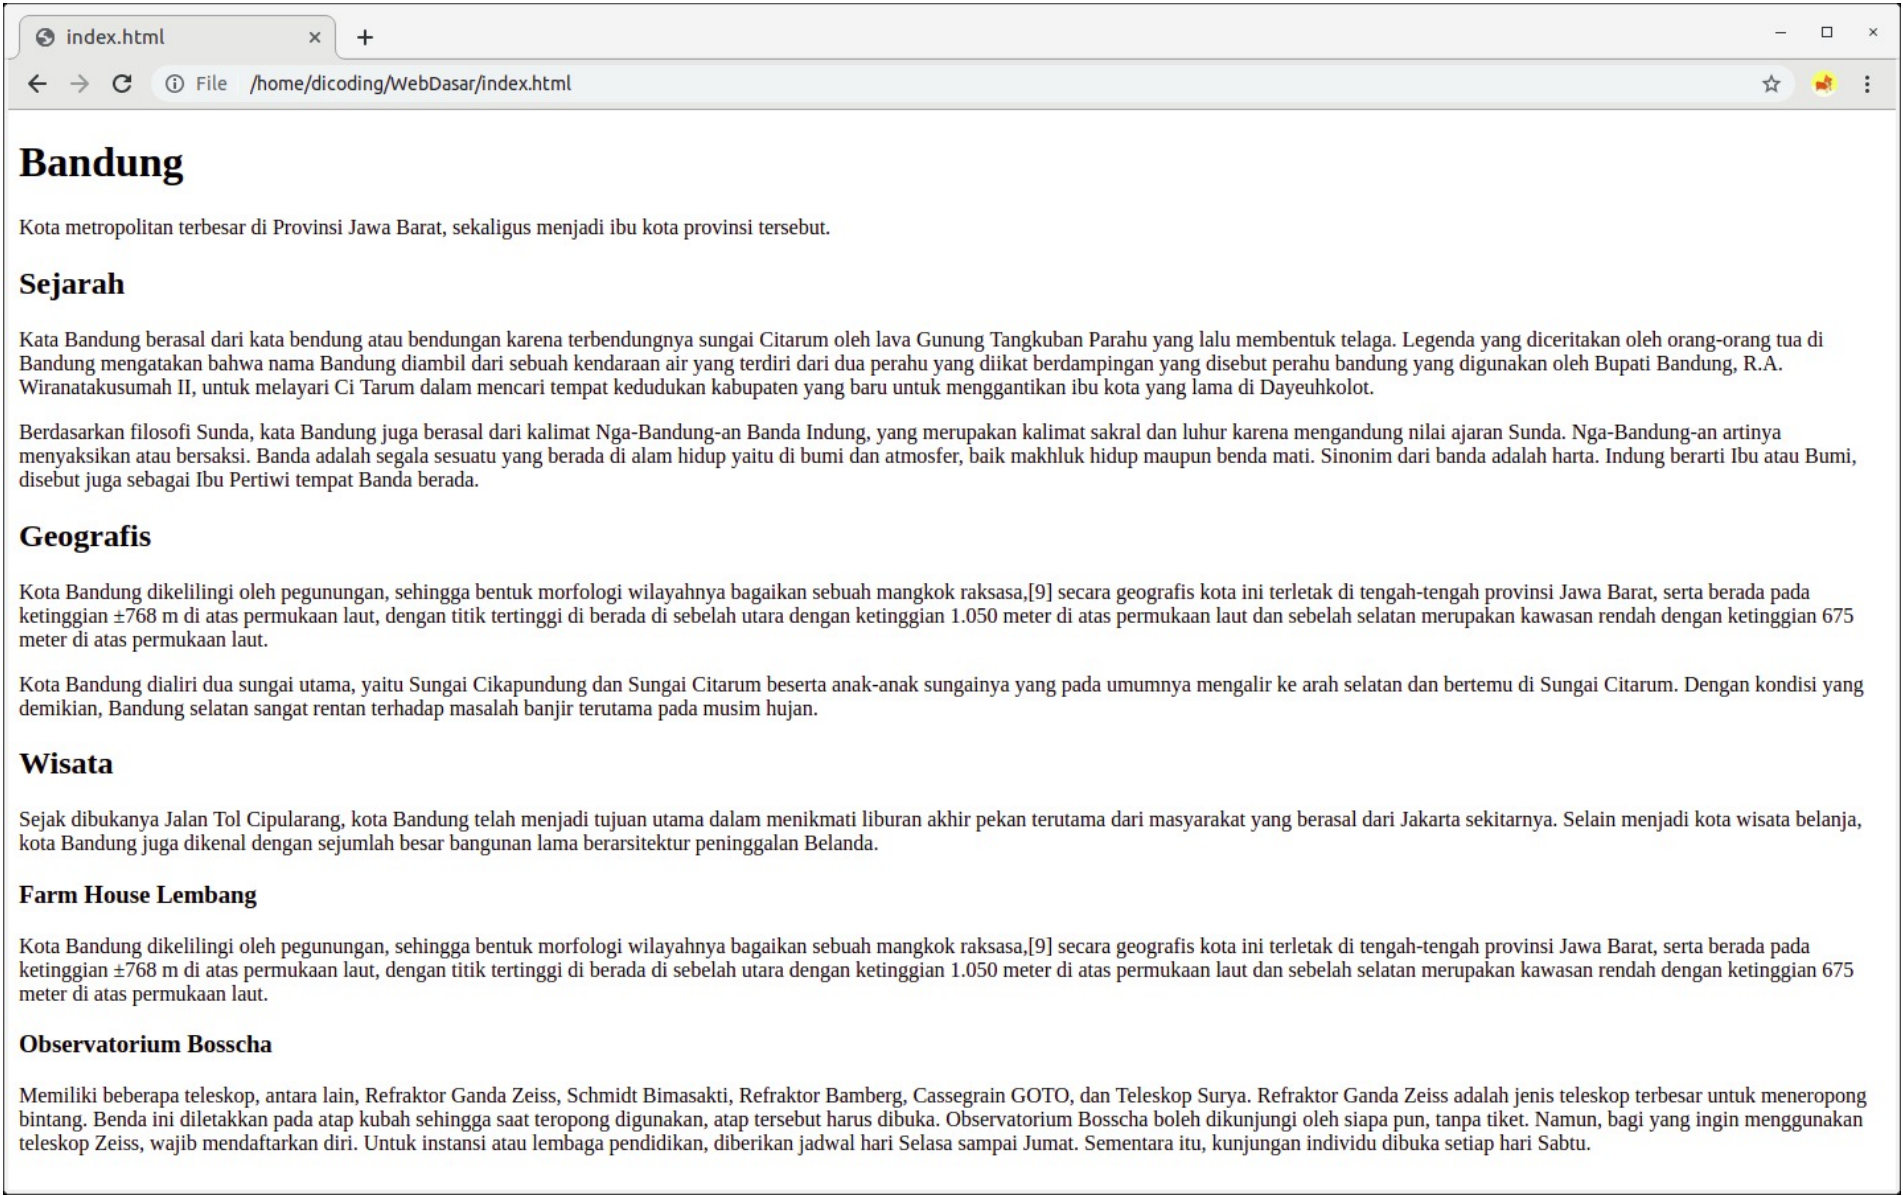 index.html
File /home/dicoding/WebDasar/index.html
Bandung
Kota metropolitan terbesar di Provinsi Jawa Barat, sekaligus menjadi ibu kota provinsi tersebut.
Sejarah
Kata Bandung berasal dari kata bendung atau bendungan karena terbendungnya sungai Citarum oleh lava Gunung Tangkuban Parahu yang lalu membentuk telaga. Legenda yang diceritakan oleh orang-orang tua di
Bandung mengatakan bahwa nama Bandung diambil dari sebuah kendaraan air yang terdiri dari dua perahu yang diikat berdampingan yang disebut perahu bandung yang digunakan oleh Bupati Bandung, R.A.
Wiranatakusumah II, untuk melayari Ci Tarum dalam mencari tempat kedudukan kabupaten yang baru untuk menggantikan ibu kota yang lama di Dayeuhkolot.
Berdasarkan filosofi Sunda, kata Bandung juga berasal dari kalimat Nga-Bandung-an Banda Indung, yang merupakan kalimat sakral dan luhur karena mengandung nilai ajaran Sunda. Nga-Bandung-an artinya
menyaksikan atau bersaksi. Banda adalah segala sesuatu yang berada di alam hidup yaitu di bumi dan atmosfer, baik makhluk hidup maupun benda mati. Sinonim dari banda adalah harta. Indung berarti Ibu atau Bumi,
disebut juga sebagai Ibu Pertiwi tempat Banda berada.
Geografis
Kota Bandung dikelilingi oleh pegunungan, sehingga bentuk morfologi wilayahnya bagaikan sebuah mangkok raksasa,[9] secara geografis kota ini terletak di tengah-tengah provinsi Jawa Barat, serta berada pada
ketinggian ±768 m di atas permukaan laut, dengan titik tertinggi di berada di sebelah utara dengan ketinggian 1.050 meter di atas permukaan laut dan sebelah selatan merupakan kawasan rendah dengan ketinggian 675
meter di atas permukaan laut.
Kota Bandung dialiri dua sungai utama, yaitu Sungai Cikapundung dan Sungai Citarum beserta anak-anak sungainya yang pada umumnya mengalir ke arah selatan dan bertemu di Sungai Citarum. Dengan kondisi yang
demikian, Bandung selatan sangat rentan terhadap masalah banjir terutama pada musim hujan.
Wisata
Sejak dibukanya Jalan Tol Cipularang, kota Bandung telah menjadi tujuan utama dalam menikmati liburan akhir pekan terutama dari masyarakat yang berasal dari Jakarta sekitarnya. Selain menjadi kota wisata belanja,
kota Bandung juga dikenal dengan sejumlah besar bangunan lama berarsitektur peninggalan Belanda.
Farm House Lembang
Kota Bandung dikelilingi oleh pegunungan, sehingga bentuk morfologi wilayahnya bagaikan sebuah mangkok raksasa,[9] secara geografis kota ini terletak di tengah-tengah provinsi Jawa Barat, serta berada pada
ketinggian ±768 m di atas permukaan laut, dengan titik tertinggi di berada di sebelah utara dengan ketinggian 1.050 meter di atas permukaan laut dan sebelah selatan merupakan kawasan rendah dengan ketinggian 675
meter di atas permukaan laut.
Observatorium Bosscha
Memiliki beberapa teleskop, antara lain, Refraktor Ganda Zeiss, Schmidt Bimasakti, Refraktor Bamberg, Cassegrain GOTO, dan Teleskop Surya. Refraktor Ganda Zeiss adalah jenis teleskop terbesar untuk meneropong
bintang. Benda ini diletakkan pada atap kubah sehingga saat teropong digunakan, atap tersebut harus dibuka. Observatorium Bosscha boleh dikunjungi oleh siapa pun, tanpa tiket. Namun, bagi yang ingin menggunakan
teleskop Zeiss, wajib mendaftarkan diri. Untuk instansi atau lembaga pendidikan, diberikan jadwal hari Selasa sampai Jumat. Sementara itu, kunjungan individu dibuka setiap hari Sabtu.